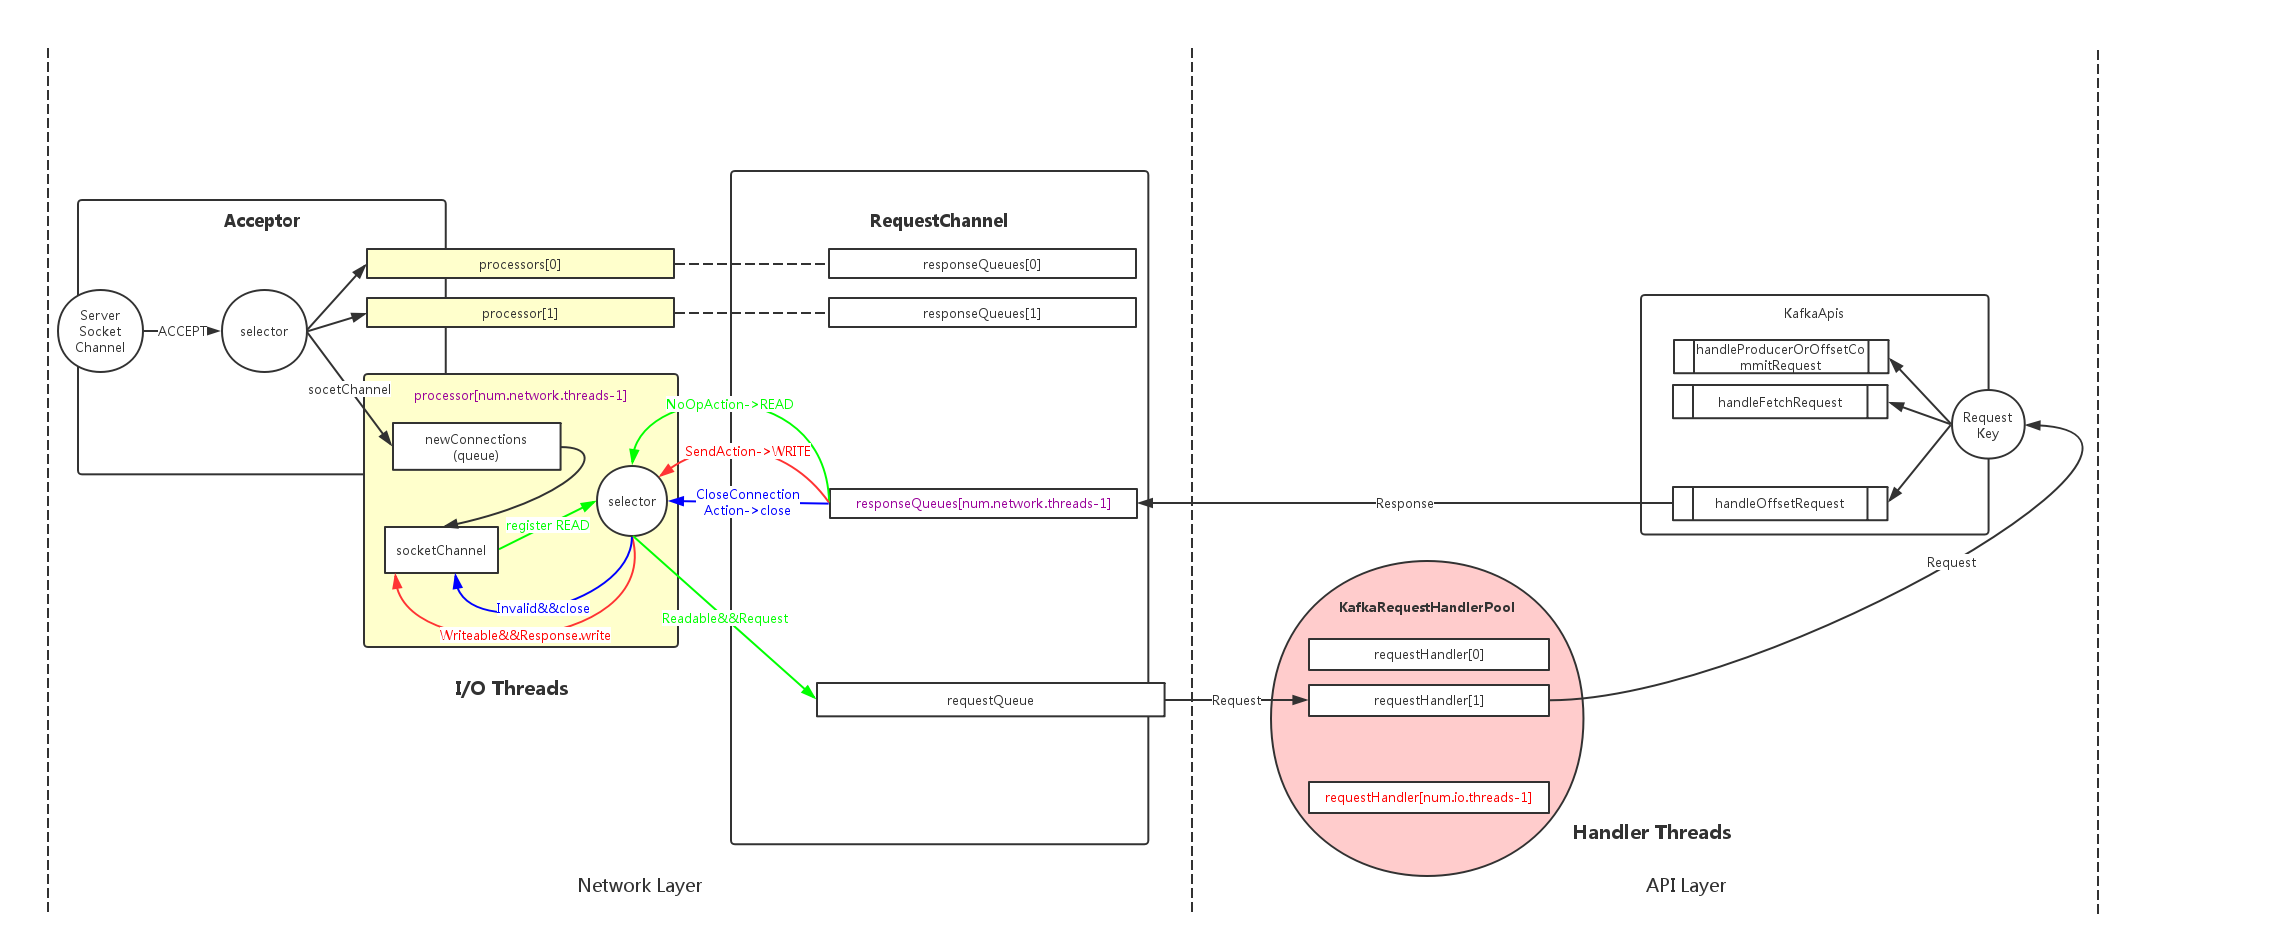 Acceptor
Server
Socket
Channel
ACCEPT
selector
socetChannel
processors[0]
processor[1]
processor[num.network.threads-1]
newConnections
(queue)
socketChannel
register READ
selector
Invalid&&close
Writeable&&Response.write
I/O Threads
NoOpAction->READ
SendAction->WRITE
CloseConnection
Action->close
Readable&&Request
RequestChannel
responseQueues[0]
responseQueues[1]
responseQueues[num.network.threads-1]
requestQueue
Network Layer
Response
Request
KafkaRequestHandlerPool
requestHandler[0]
requestHandler[1]
requestHandler[num.io.threads-1]
Handler Threads
API Layer
KafkaApis
handleProducerOrOffsetCo
mmitRequest
handleFetchRequest
handleOffsetRequest
Request
Key
Request